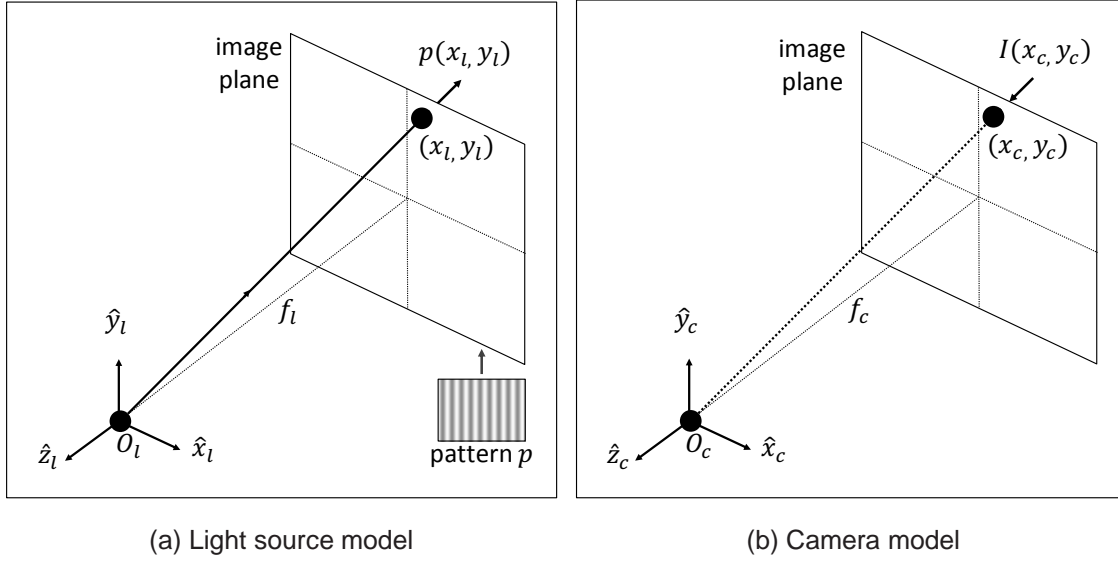 image
plane
p(x_l, y_l)
(x_l, y_l)
f_l
ŷ_l
O_l
x̂_l
ẑ_l
pattern p
(a) Light source model
image
plane
I(x_c, y_c)
(x_c, y_c)
f_c
ŷ_c
O_c
x̂_c
ẑ_c
(b) Camera model